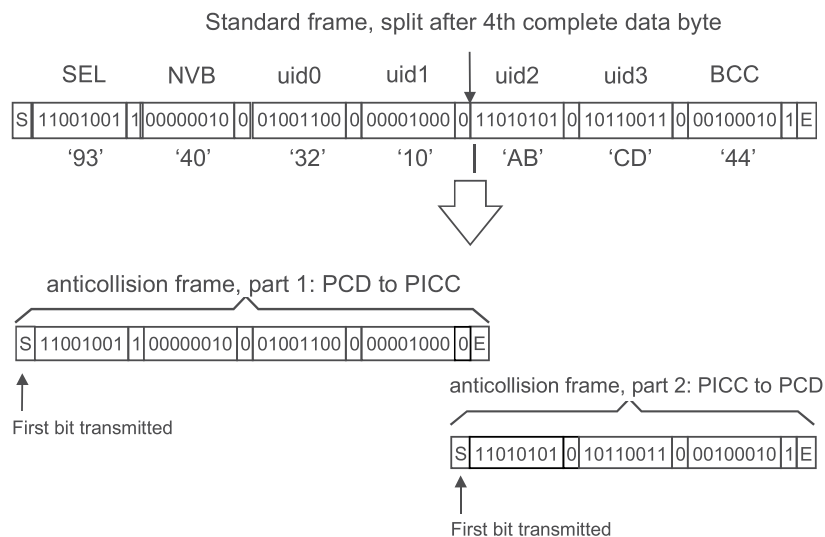 Standard frame, split after 4th complete data byte
SEL NVB uid0 uid1 uid2 uid3 BCC
S 11001001 1 00000010 0 01001100 0 00001000 0 11010101 0 10110011 0 00100010 1 E
‘93’ ‘40’ ‘32’ ‘10’ ‘AB’ ‘CD’ ‘44’
anticollision frame, part 1: PCD to PICC
S 11001001 1 00000010 0 01001100 0 00001000 0 E
First bit transmitted
anticollision frame, part 2: PICC to PCD
S 11010101 0 10110011 0 00100010 1 E
First bit transmitted